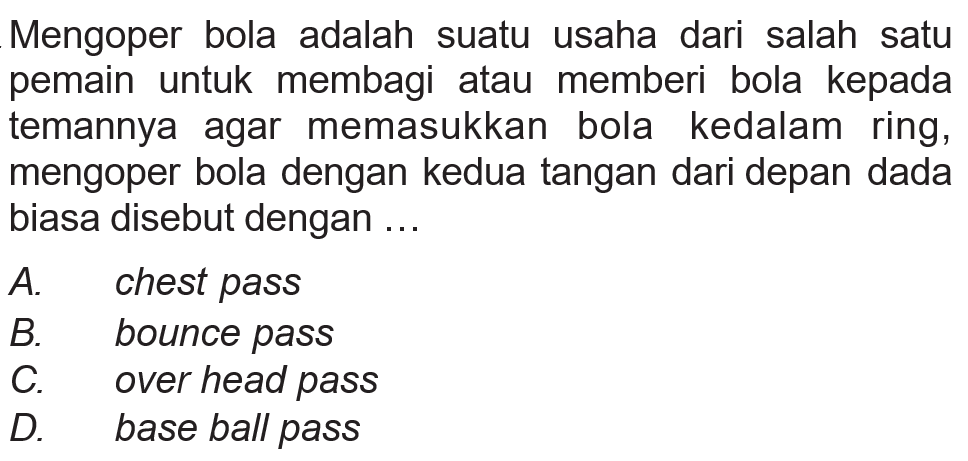 Mengoper bola adalah suatu usaha dari salah satu
pemain untuk membagi atau memberi bola kepada
temannya agar memasukkan bola kedalam ring,
mengoper bola dengan kedua tangan dari depan dada
biasa disebut dengan ...
A. chest pass
B. bounce pass
C. over head pass
D. base ball pass